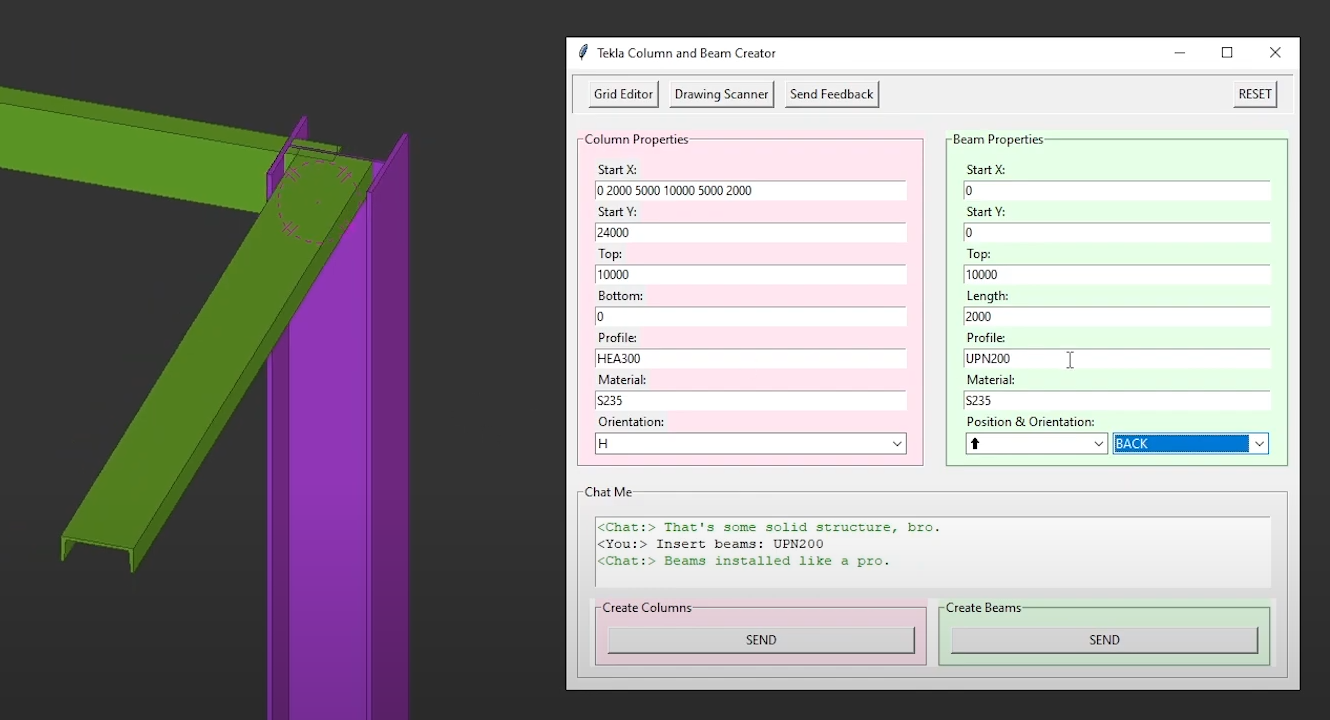 Tekla Column and Beam Creator
Grid Editor Drawing Scanner Send Feedback RESET
Column Properties
Start X:
0 2000 5000 10000 5000 2000
Start Y:
24000
Top:
10000
Bottom:
0
Profile:
HEA300
Material:
S235
Orientation:
H
Beam Properties
Start X:
0
Start Y:
0
Top:
10000
Length:
2000
Profile:
UPN200
Material:
S235
Position & Orientation:
⬆ BACK
Chat Me
<Chat:> That's some solid structure, bro.
<You:> Insert beams: UPN200
<Chat:> Beams installed like a pro.
Create Columns
SEND
Create Beams
SEND